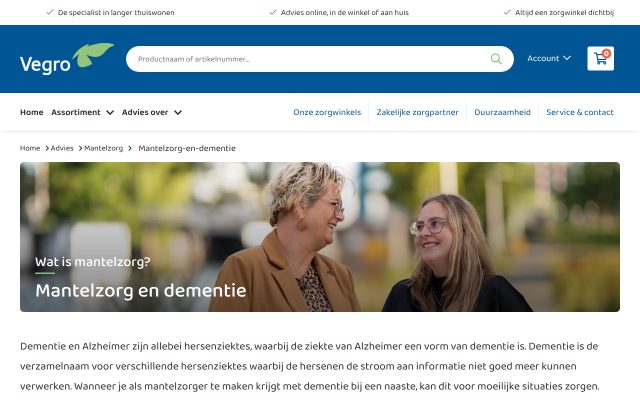 De specialist in langer thuiswonen
Advies online, in de winkel of aan huis
Altijd een zorgwinkel dichtbij
Vegro
Productnaam of artikelnummer...
Account
0
Home Assortiment Advies over
Onze zorgwinkels Zakelijke zorgpartner Duurzaamheid Service & contact
Home Advies Mantelzorg Mantelzorg-en-dementie
Wat is mantelzorg?
Mantelzorg en dementie
Dementie en Alzheimer zijn allebei hersenziektes, waarbij de ziekte van Alzheimer een vorm van dementie is. Dementie is de
verzamelnaam voor verschillende hersenziektes waarbij de hersenen de stroom aan informatie niet goed meer kunnen
verwerken. Wanneer je als mantelzorger te maken krijgt met dementie bij een naaste, kan dit voor moeilijke situaties zorgen.